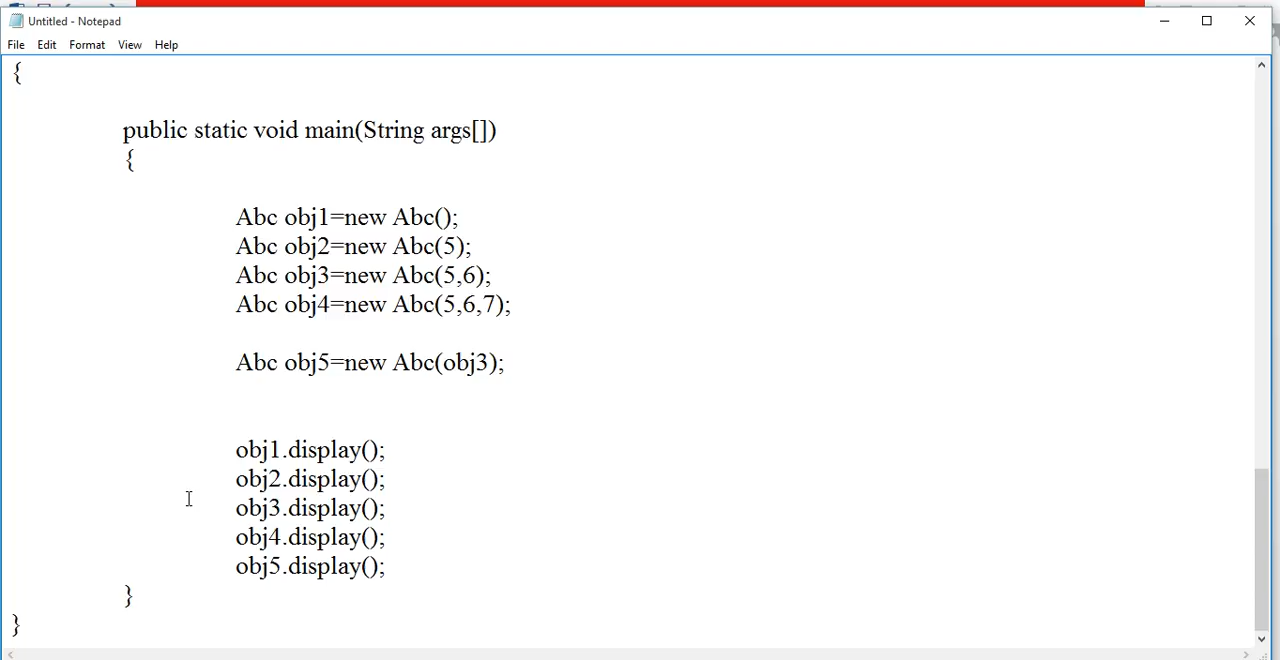 Untitled - Notepad
File Edit Format View Help
{
public static void main(String args[])
{
Abc obj1=new Abc();
Abc obj2=new Abc(5);
Abc obj3=new Abc(5,6);
Abc obj4=new Abc(5,6,7);
Abc obj5=new Abc(obj3);
obj1.display();
obj2.display();
obj3.display();
obj4.display();
obj5.display();
}
}